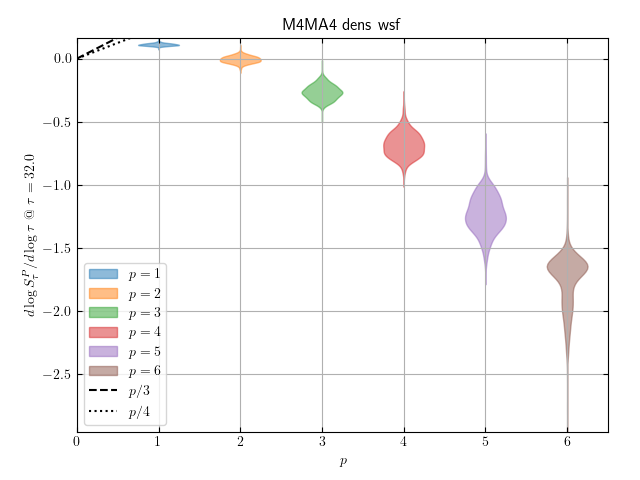 M4MA4 dens wsf
d log S_τ^P / d log τ @ τ = 32.0
0.0
−0.5
−1.0
−1.5
−2.0
−2.5
p = 1
p = 2
p = 3
p = 4
p = 5
p = 6
p/3
p/4
0 1 2 3 4 5 6
p